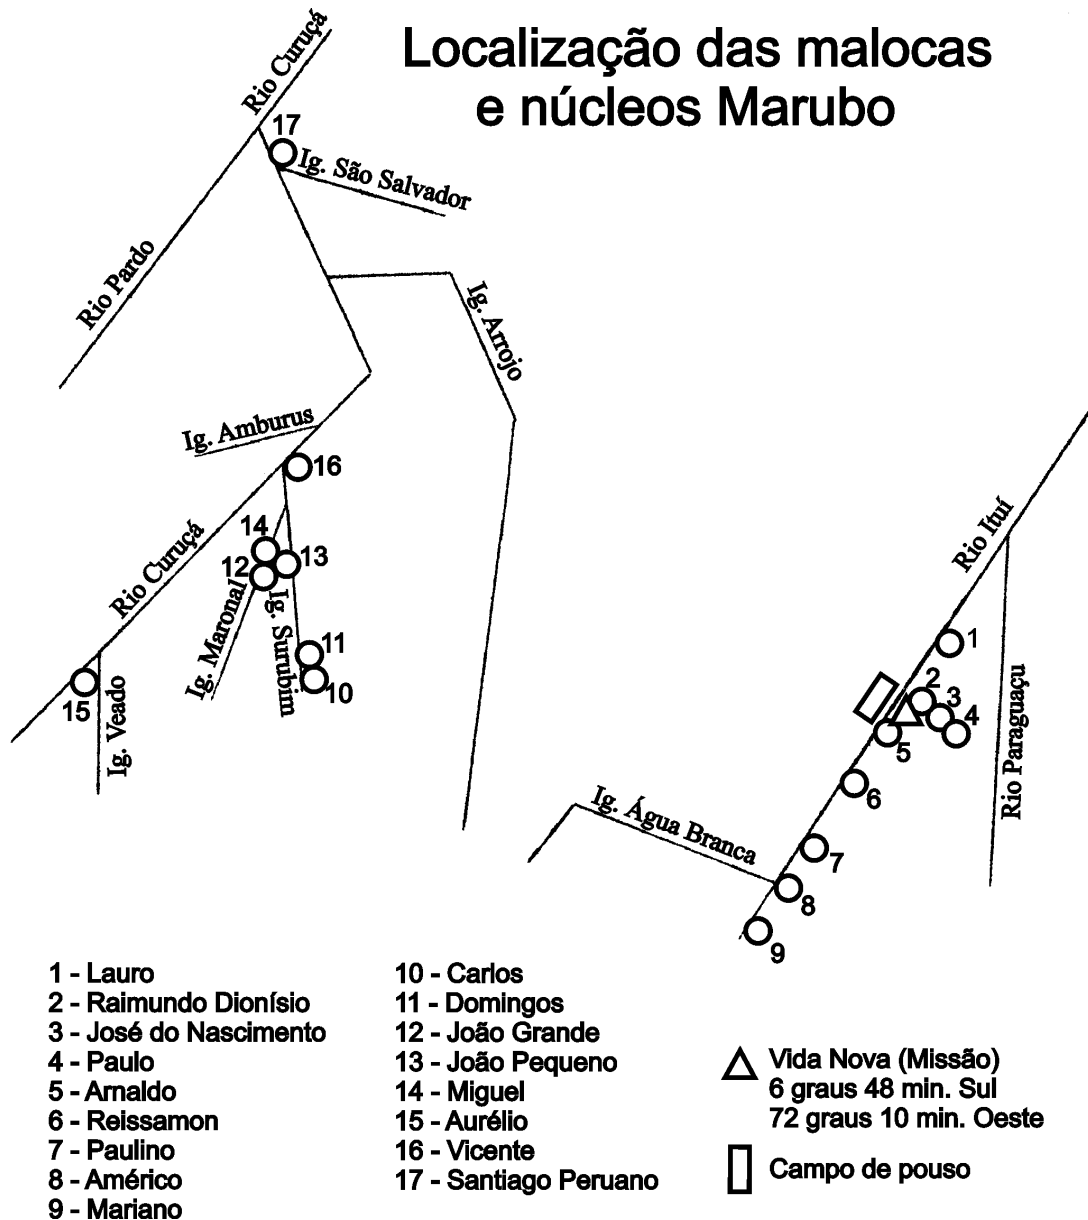 Localização das malocas
e núcleos Marubo
Rio Curuçá
17
Ig. São Salvador
Rio Pardo
Ig. Arrojo
Ig. Amburus
16
Rio Curuçá
14
13
12
Ig. Maronal
Ig. Surubim
11
10
15
Ig. Veado
Rio Ituí
1
2
3
4
5
Rio Paraguaçu
6
Ig. Água Branca
7
8
9
1 - Lauro
2 - Raimundo Dionísio
3 - José do Nascimento
4 - Paulo
5 - Arnaldo
6 - Reissamon
7 - Paulino
8 - Américo
9 - Mariano
10 - Carlos
11 - Domingos
12 - João Grande
13 - João Pequeno
14 - Miguel
15 - Aurélio
16 - Vicente
17 - Santiago Peruano
Vida Nova (Missão)
6 graus 48 min. Sul
72 graus 10 min. Oeste
Campo de pouso